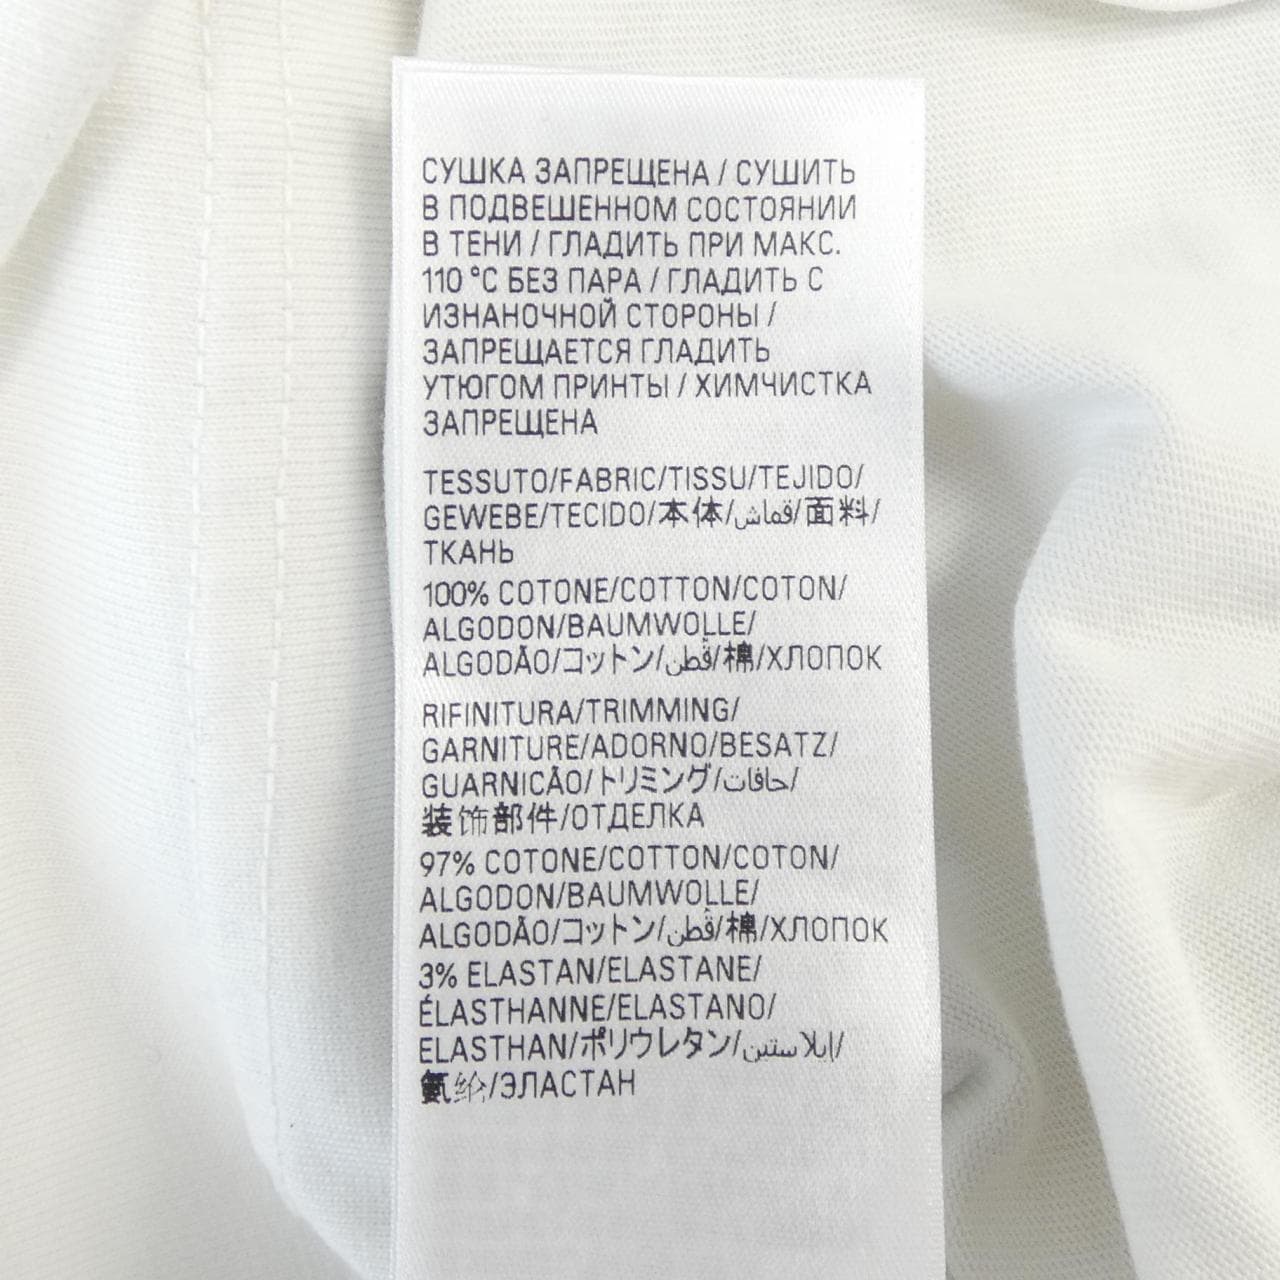 СУШКА ЗАПРЕЩЕНА / СУШИТЬ
В ПОДВЕШЕННОМ СОСТОЯНИИ
В ТЕНИ / ГЛАДИТЬ ПРИ МАКС.
110 °C БЕЗ ПАРА / ГЛАДИТЬ С
ИЗНАНОЧНОЙ СТОРОНЫ /
ЗАПРЕЩАЕТСЯ ГЛАДИТЬ
УТЮГОМ ПРИНТЫ / ХИМЧИСТКА
ЗАПРЕЩЕНА
TESSUTO/FABRIC/TISSU/TEJIDO/
GEWEBE/TECIDO/本体/قماش/面料/
ТКАНЬ
100% COTONE/COTTON/COTON/
ALGODON/BAUMWOLLE/
ALGODÃO/コットン/قُطن/棉/ХЛОПОК
RIFINITURA/TRIMMING/
GARNITURE/ADORNO/BESATZ/
GUARNICÃO/トリミング/حافات/
装饰部件/ОТДЕЛКА
97% COTONE/COTTON/COTON/
ALGODON/BAUMWOLLE/
ALGODÃO/コットン/قُطن/棉/ХЛОПОК
3% ELASTAN/ELASTANE/
ÉLASTHANNE/ELASTANO/
ELASTHAN/ポリウレタン/إيلاستين/
氨纶/ЭЛАСТАН